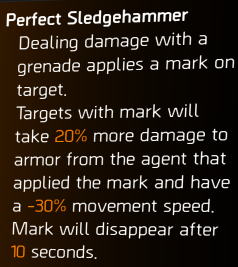 Perfect Sledgehammer
Dealing damage with a
grenade applies a mark on
target.
Targets with mark will
take 20% more damage to
armor from the agent that
applied the mark and have
a -30% movement speed.
Mark will disappear after
10 seconds.